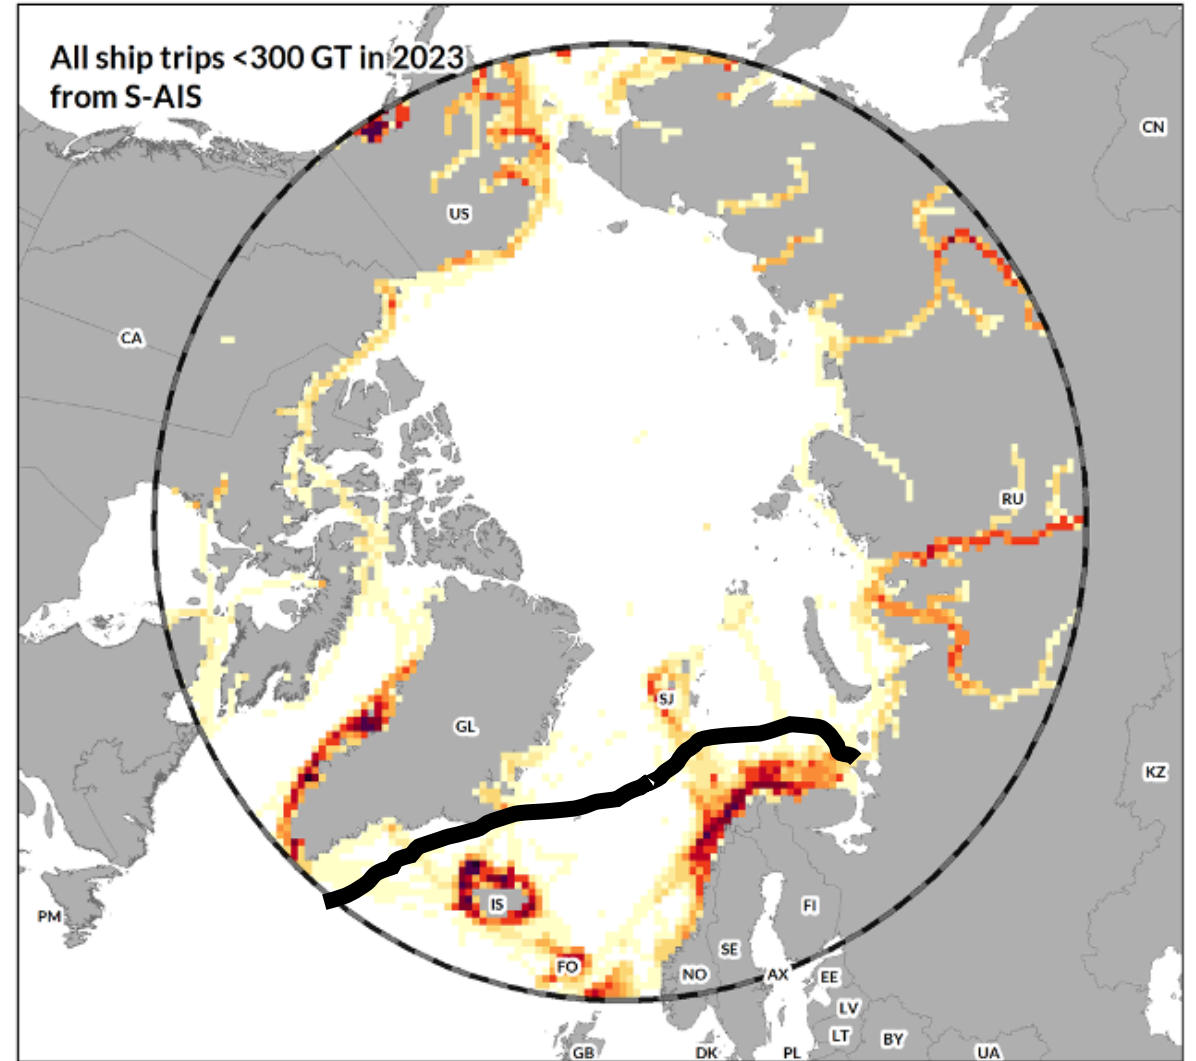 All ship trips <300 GT in 2023
from S-AIS
CN
US
CA
RU
SJ
GL
KZ
IS
FI
PM
SE
FO
NO
AX
EE
LV
LT
BY
GB
DK
PL
UA